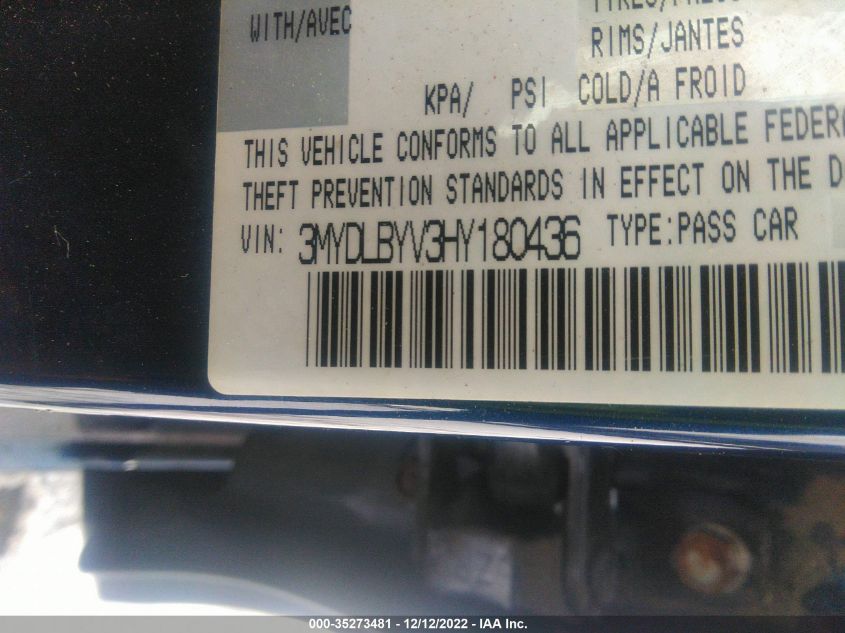 WITH/AVEC
RIMS/JANTES
KPA/ PSI COLD/A FROID
THIS VEHICLE CONFORMS TO ALL APPLICABLE FEDERA
THEFT PREVENTION STANDARDS IN EFFECT ON THE D
VIN: 3MYDLBYV3HY180436 TYPE:PASS CAR
000-35273481 - 12/12/2022 - IAA Inc.